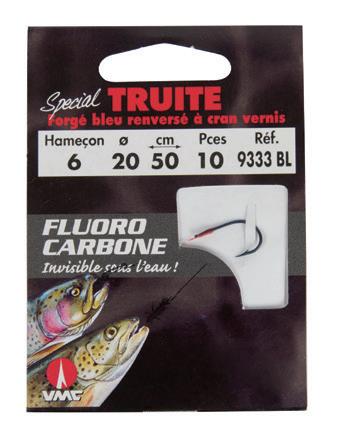 Special TRUITE
Forgé bleu renversé à cran vernis
Hameçon ø cm Pces Réf.
6 20 50 10 9333 BL
FLUORO
CARBONE
Invisible sous l'eau !
VMC